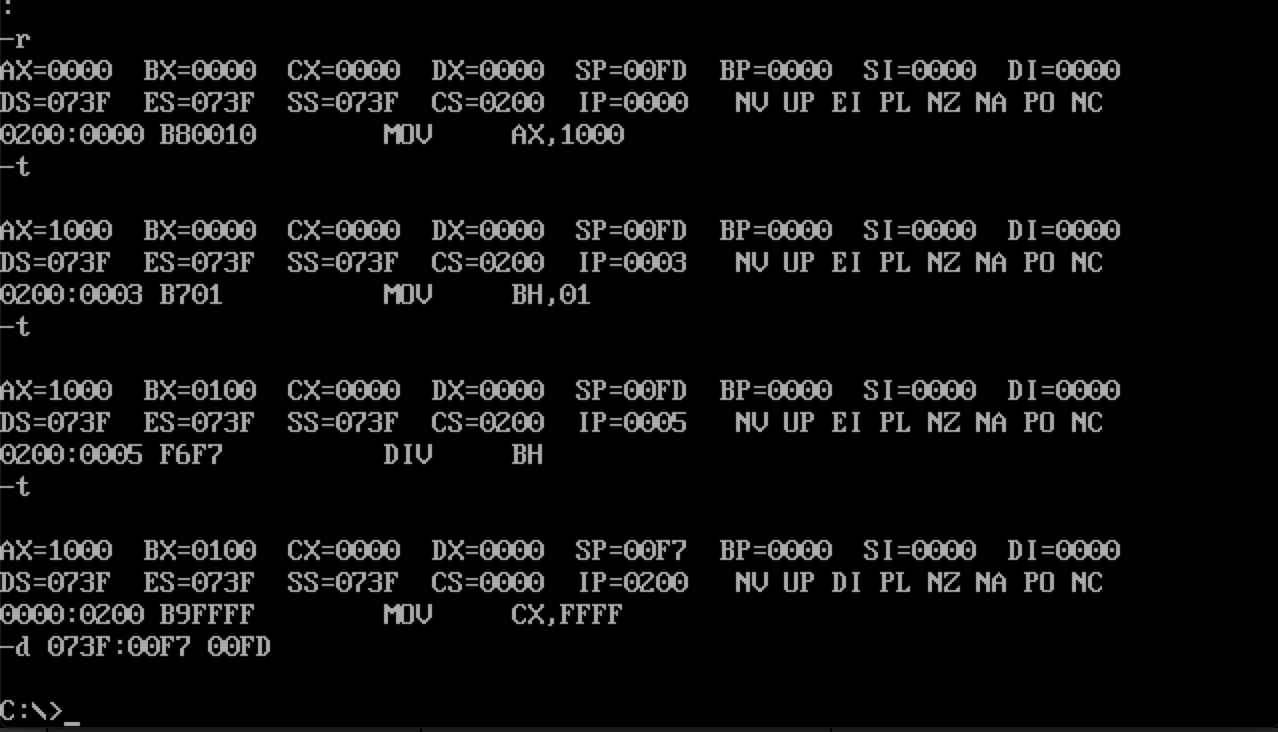 :
-r
AX=0000  BX=0000  CX=0000  DX=0000  SP=00FD  BP=0000  SI=0000  DI=0000
DS=073F  ES=073F  SS=073F  CS=0200  IP=0000   NV UP EI PL NZ NA PO NC
0200:0000 B80010        MOV     AX,1000
-t
AX=1000  BX=0000  CX=0000  DX=0000  SP=00FD  BP=0000  SI=0000  DI=0000
DS=073F  ES=073F  SS=073F  CS=0200  IP=0003   NV UP EI PL NZ NA PO NC
0200:0003 B701          MOV     BH,01
-t
AX=1000  BX=0100  CX=0000  DX=0000  SP=00FD  BP=0000  SI=0000  DI=0000
DS=073F  ES=073F  SS=073F  CS=0200  IP=0005   NV UP EI PL NZ NA PO NC
0200:0005 F6F7          DIV     BH
-t
AX=1000  BX=0100  CX=0000  DX=0000  SP=00F7  BP=0000  SI=0000  DI=0000
DS=073F  ES=073F  SS=073F  CS=0000  IP=0200   NV UP DI PL NZ NA PO NC
0000:0200 B9FFFF        MOV     CX,FFFF
-d 073F:00F7 00FD
C:\>_